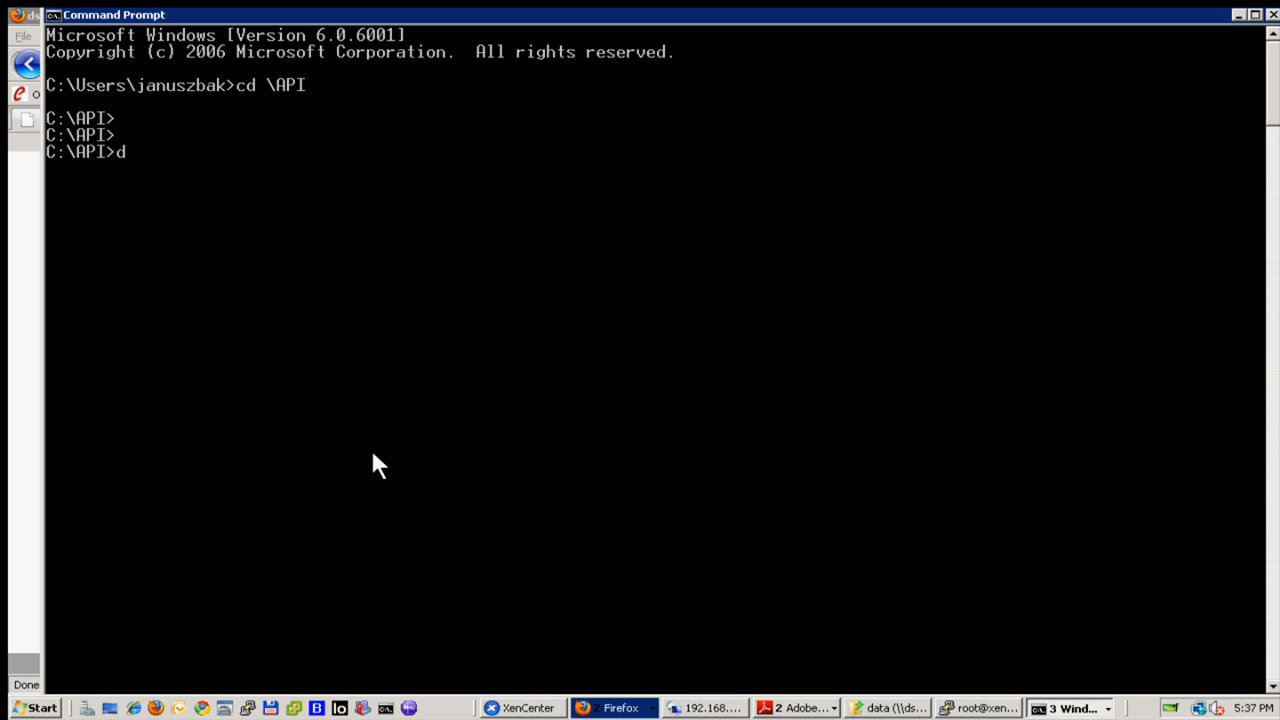 ds
Command Prompt
File
Microsoft Windows [Version 6.0.6001]
Copyright (c) 2006 Microsoft Corporation.  All rights reserved.
C:\Users\januszbak>cd \API
C:\API>
C:\API>
C:\API>d
Done
Start
XenCenter
2 Firefox
192.168....
2 Adobe...
data (\\ds...
root@xen...
3 Wind...
5:37 PM